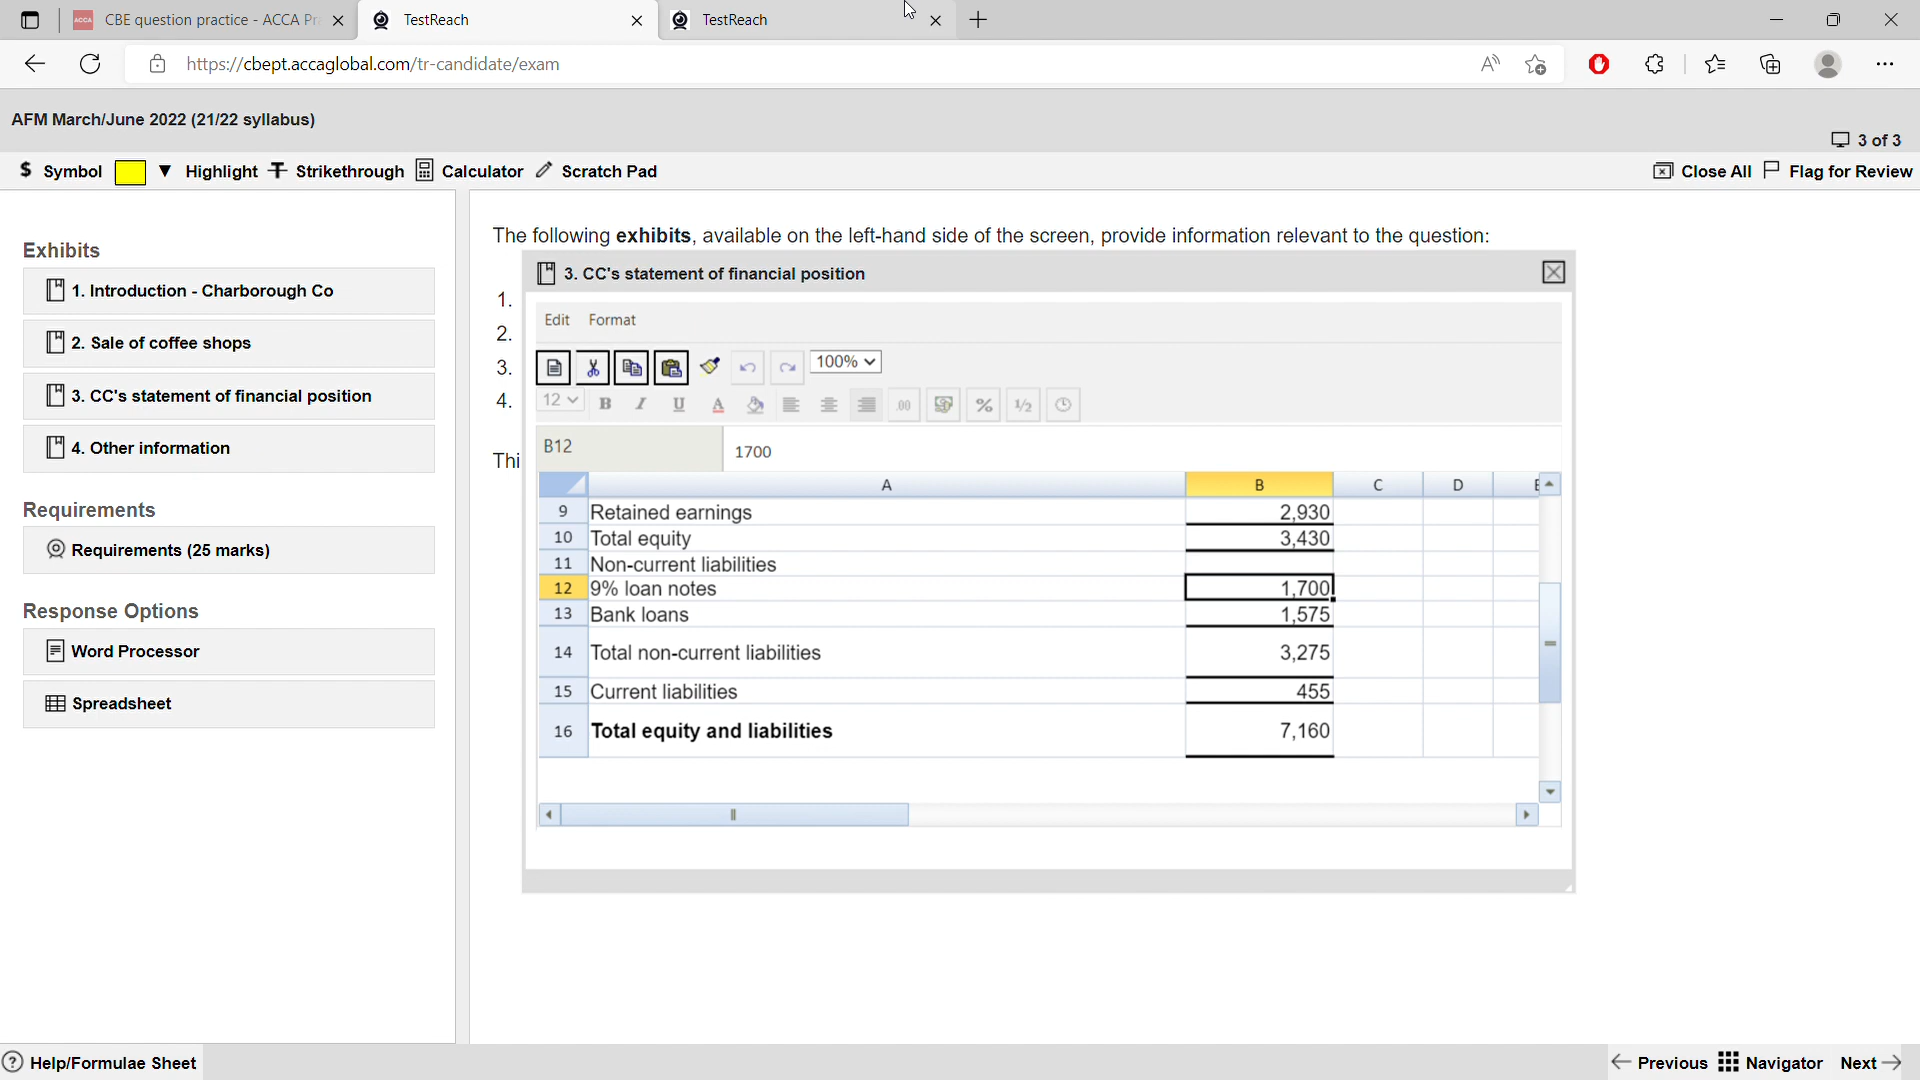 CBE question practice - ACCA Pr
TestReach
TestReach
https://cbept.accaglobal.com/tr-candidate/exam
AFM March/June 2022 (21/22 syllabus)
3 of 3
$ Symbol
Highlight
Strikethrough
Calculator
Scratch Pad
Close All
Flag for Review
Exhibits
1. Introduction - Charborough Co
2. Sale of coffee shops
3. CC's statement of financial position
4. Other information
Requirements
Requirements (25 marks)
Response Options
Word Processor
Spreadsheet
The following exhibits, available on the left-hand side of the screen, provide information relevant to the question:
1.
2.
3.
4.
Thi
3. CC's statement of financial position
Edit Format
100%
12 B I U A .00 % 1/2
B12 1700
A B C D E
9 Retained earnings 2,930
10 Total equity 3,430
11 Non-current liabilities
12 9% loan notes 1,700
13 Bank loans 1,575
14 Total non-current liabilities 3,275
15 Current liabilities 455
16 Total equity and liabilities 7,160
? Help/Formulae Sheet
Previous
Navigator
Next